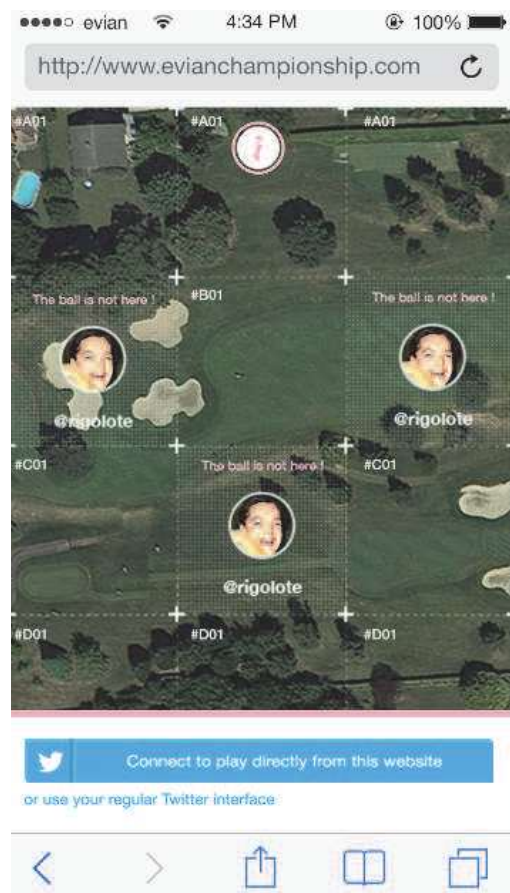 evian 4:34 PM 100%
http://www.evianchampionship.com
#A01 #A01 #A01
The ball is not here ! #B01 The ball is not here !
@rigolote @rigolote
#C01 The ball is not here ! #C01
@rigolote
#D01 #D01 #D01
Connect to play directly from this website
or use your regular Twitter interface